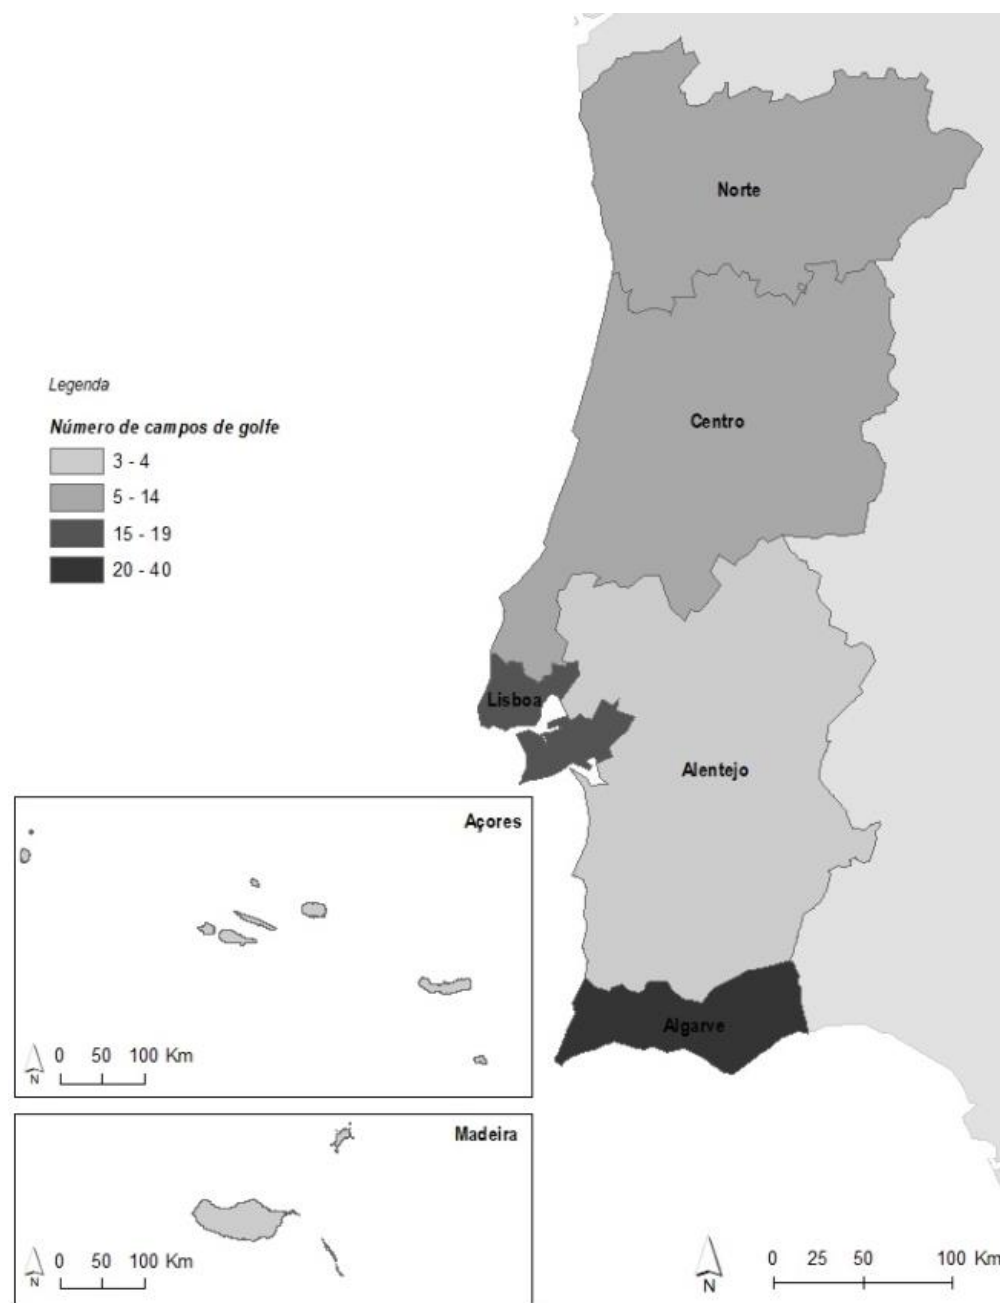 Norte
Centro
Legenda
Número de campos de golfe
3 - 4
5 - 14
15 - 19
20 - 40
Lisboa
Alentejo
Açores
Algarve
N
0 50 100 Km
Madeira
N
0 50 100 Km
N
0 25 50 100 Km